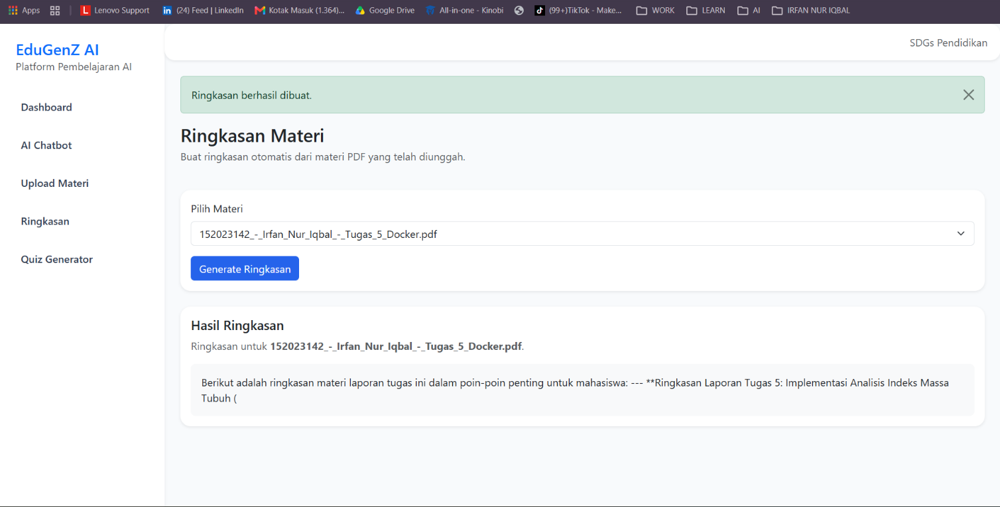 Apps
Lenovo Support
(24) Feed | LinkedIn
Kotak Masuk (1.364)...
Google Drive
All-in-one - Kinobi
(99+)TikTok - Make...
WORK
LEARN
AI
IRFAN NUR IQBAL
EduGenZ AI
Platform Pembelajaran AI
Dashboard
AI Chatbot
Upload Materi
Ringkasan
Quiz Generator
SDGs Pendidikan
Ringkasan berhasil dibuat.
Ringkasan Materi
Buat ringkasan otomatis dari materi PDF yang telah diunggah.
Pilih Materi
152023142_-_Irfan_Nur_Iqbal_-_Tugas_5_Docker.pdf
Generate Ringkasan
Hasil Ringkasan
Ringkasan untuk 152023142_-_Irfan_Nur_Iqbal_-_Tugas_5_Docker.pdf.
Berikut adalah ringkasan materi laporan tugas ini dalam poin-poin penting untuk mahasiswa: --- **Ringkasan Laporan Tugas 5: Implementasi Analisis Indeks Massa
Tubuh (